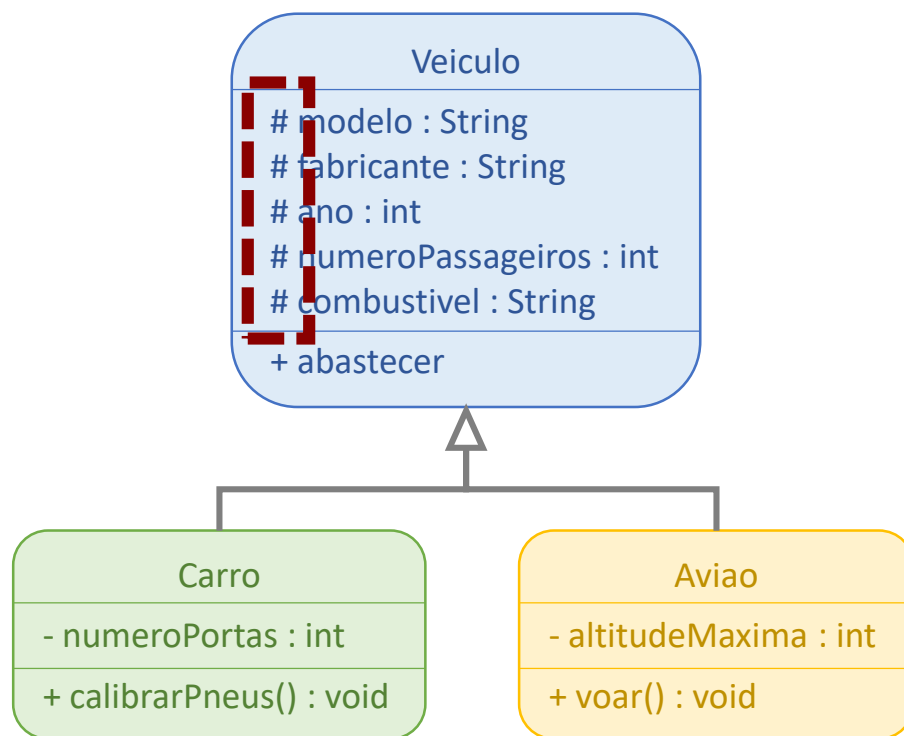 Veiculo
# modelo : String
# fabricante : String
# ano : int
# numeroPassageiros : int
# combustivel : String
+ abastecer
Carro
- numeroPortas : int
+ calibrarPneus() : void
Aviao
- altitudeMaxima : int
+ voar() : void